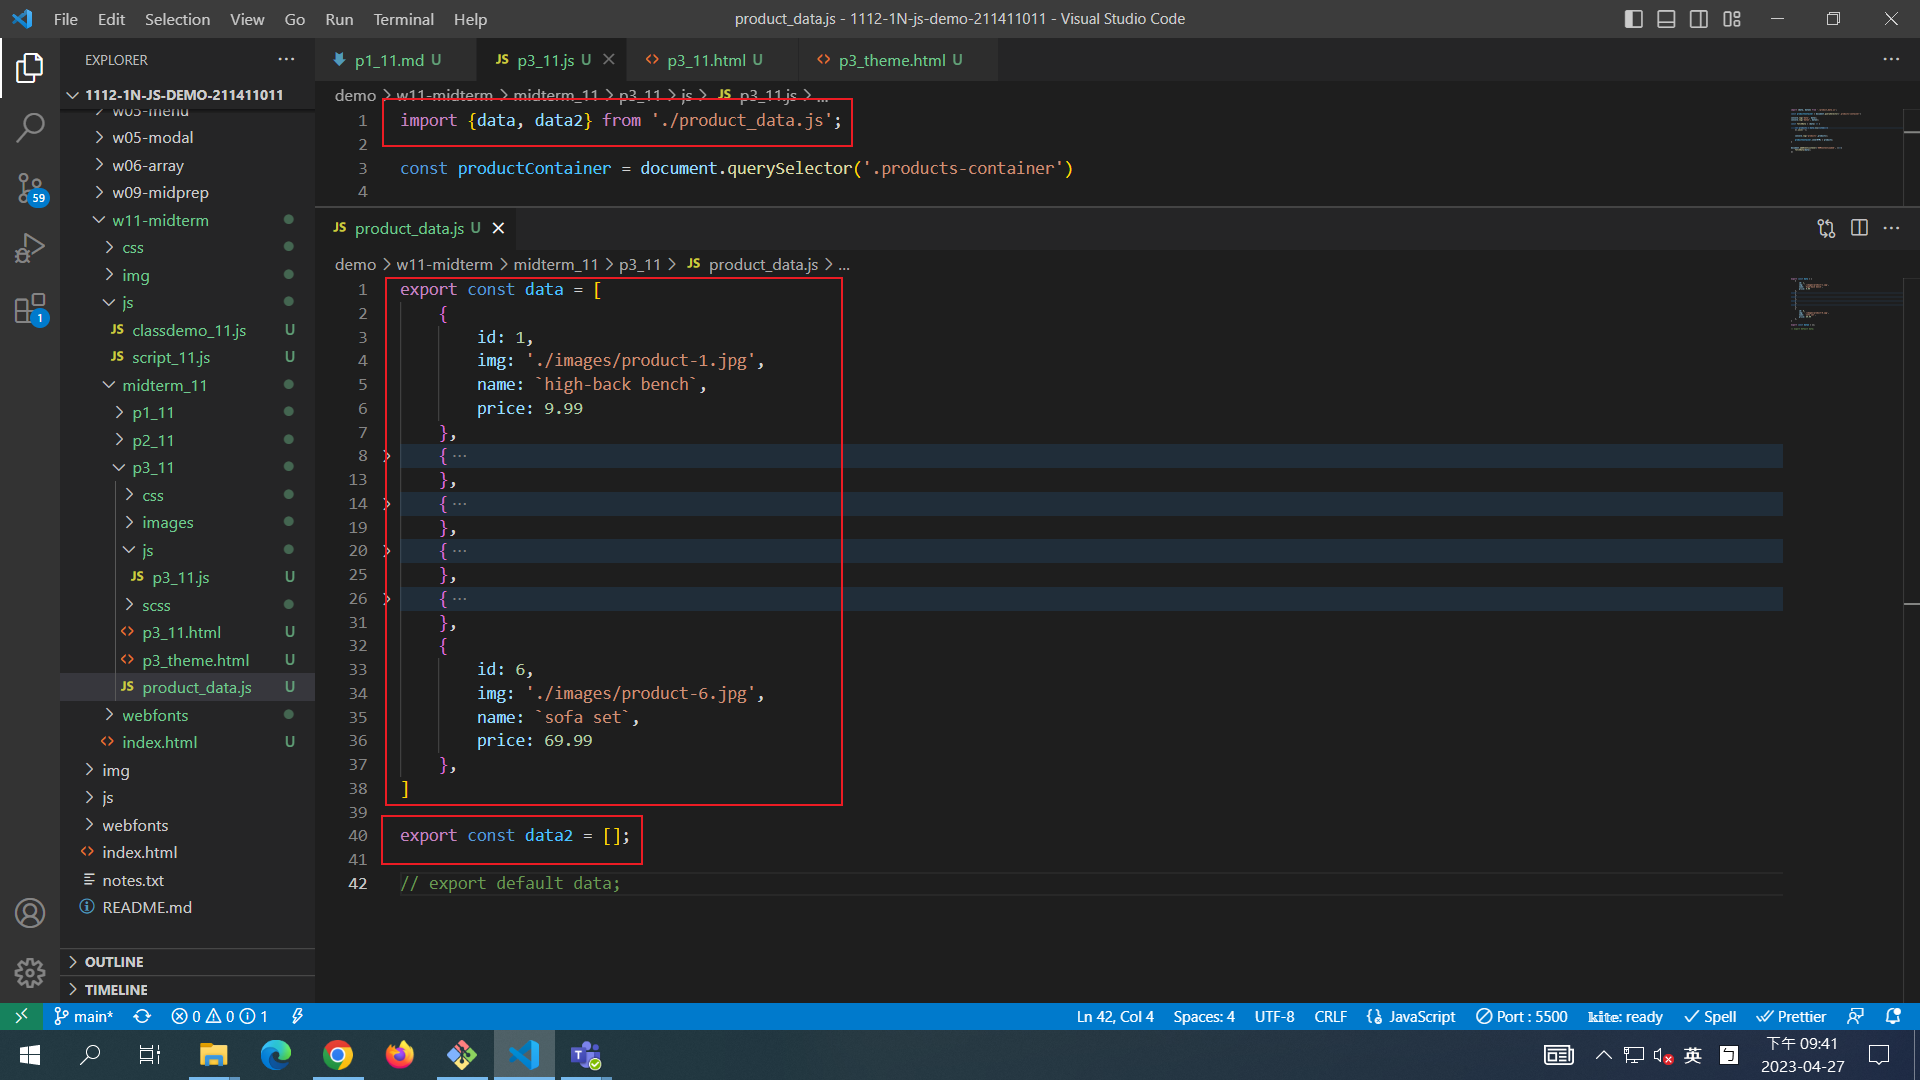 File Edit Selection View Go Run Terminal Help
product_data.js - 1112-1N-js-demo-211411011 - Visual Studio Code
EXPLORER
1112-1N-JS-DEMO-211411011
w05-menu
w05-modal
w06-array
w09-midprep
w11-midterm
css
img
js
JS classdemo_11.js U
JS script_11.js U
midterm_11
p1_11
p2_11
p3_11
css
images
js
JS p3_11.js U
scss
<> p3_11.html U
<> p3_theme.html U
JS product_data.js U
webfonts
<> index.html U
img
js
webfonts
<> index.html
notes.txt
README.md
OUTLINE
TIMELINE
59
1
p1_11.md U
JS p3_11.js U
<> p3_11.html U
<> p3_theme.html U
demo > w11-midterm > midterm_11 > p3_11 > js > JS p3_11.js > ...
1 import {data, data2} from './product_data.js';
2
3 const productContainer = document.querySelector('.products-container')
4
JS product_data.js U
demo > w11-midterm > midterm_11 > p3_11 > JS product_data.js > ...
1 export const data = [
2 {
3 id: 1,
4 img: './images/product-1.jpg',
5 name: `high-back bench`,
6 price: 9.99
7 },
8 { ...
13 },
14 { ...
19 },
20 { ...
25 },
26 { ...
31 },
32 {
33 id: 6,
34 img: './images/product-6.jpg',
35 name: `sofa set`,
36 price: 69.99
37 },
38 ]
39
40 export const data2 = [];
41
42 // export default data;
main* 0 0 1
Ln 42, Col 4 Spaces: 4 UTF-8 CRLF JavaScript Port : 5500 kite: ready Spell Prettier
英
下午 09:41
2023-04-27